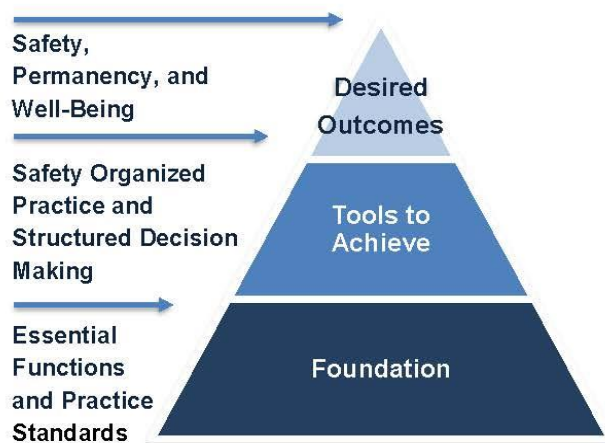 Safety,
Permanency, and
Well-Being
Desired
Outcomes
Safety Organized
Practice and
Structured Decision
Making
Tools to
Achieve
Essential
Functions
and Practice
Standards
Foundation